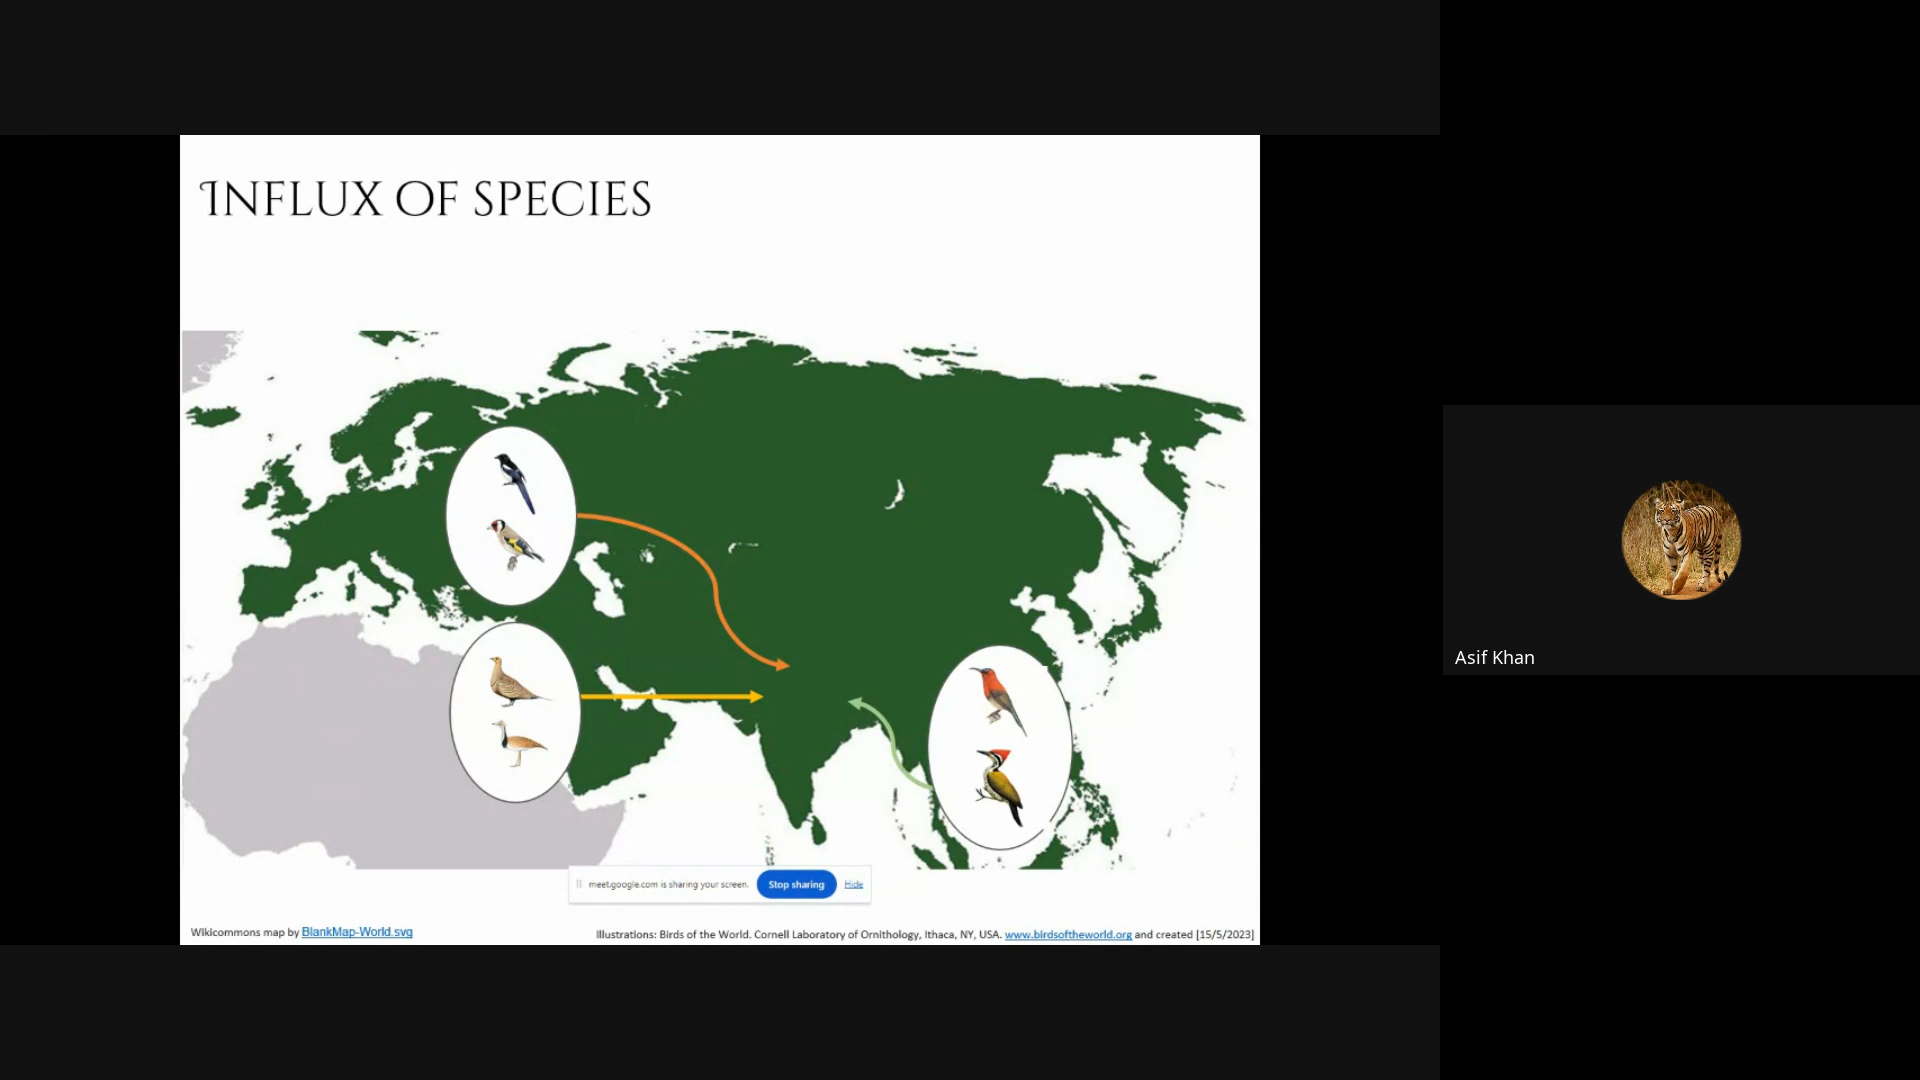 INFLUX OF SPECIES
Asif Khan
meet.google.com is sharing your screen. Stop sharing Hide
Wikicommons map by BlankMap-World.svg
Illustrations: Birds of the World. Cornell Laboratory of Ornithology, Ithaca, NY, USA. www.birdsoftheworld.org and created [15/5/2023]